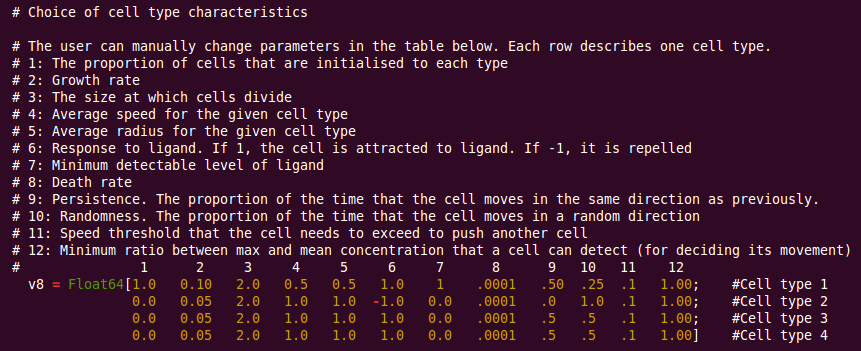 # Choice of cell type characteristics
# The user can manually change parameters in the table below. Each row describes one cell type.
# 1: The proportion of cells that are initialised to each type
# 2: Growth rate
# 3: The size at which cells divide
# 4: Average speed for the given cell type
# 5: Average radius for the given cell type
# 6: Response to ligand. If 1, the cell is attracted to ligand. If -1, it is repelled
# 7: Minimum detectable level of ligand
# 8: Death rate
# 9: Persistence. The proportion of the time that the cell moves in the same direction as previously.
# 10: Randomness. The proportion of the time that the cell moves in a random direction
# 11: Speed threshold that the cell needs to exceed to push another cell
# 12: Minimum ratio between max and mean concentration that a cell can detect (for deciding its movement)
# 1 2 3 4 5 6 7 8 9 10 11 12
v8 = Float64[1.0 0.10 2.0 0.5 0.5 1.0 1 .0001 .50 .25 .1 1.00; #Cell type 1
0.0 0.05 2.0 1.0 1.0 -1.0 0.0 .0001 .0 1.0 .1 1.00; #Cell type 2
0.0 0.05 2.0 1.0 1.0 1.0 0.0 .0001 .5 .5 .1 1.00; #Cell type 3
0.0 0.05 2.0 1.0 1.0 1.0 0.0 .0001 .5 .5 .1 1.00] #Cell type 4